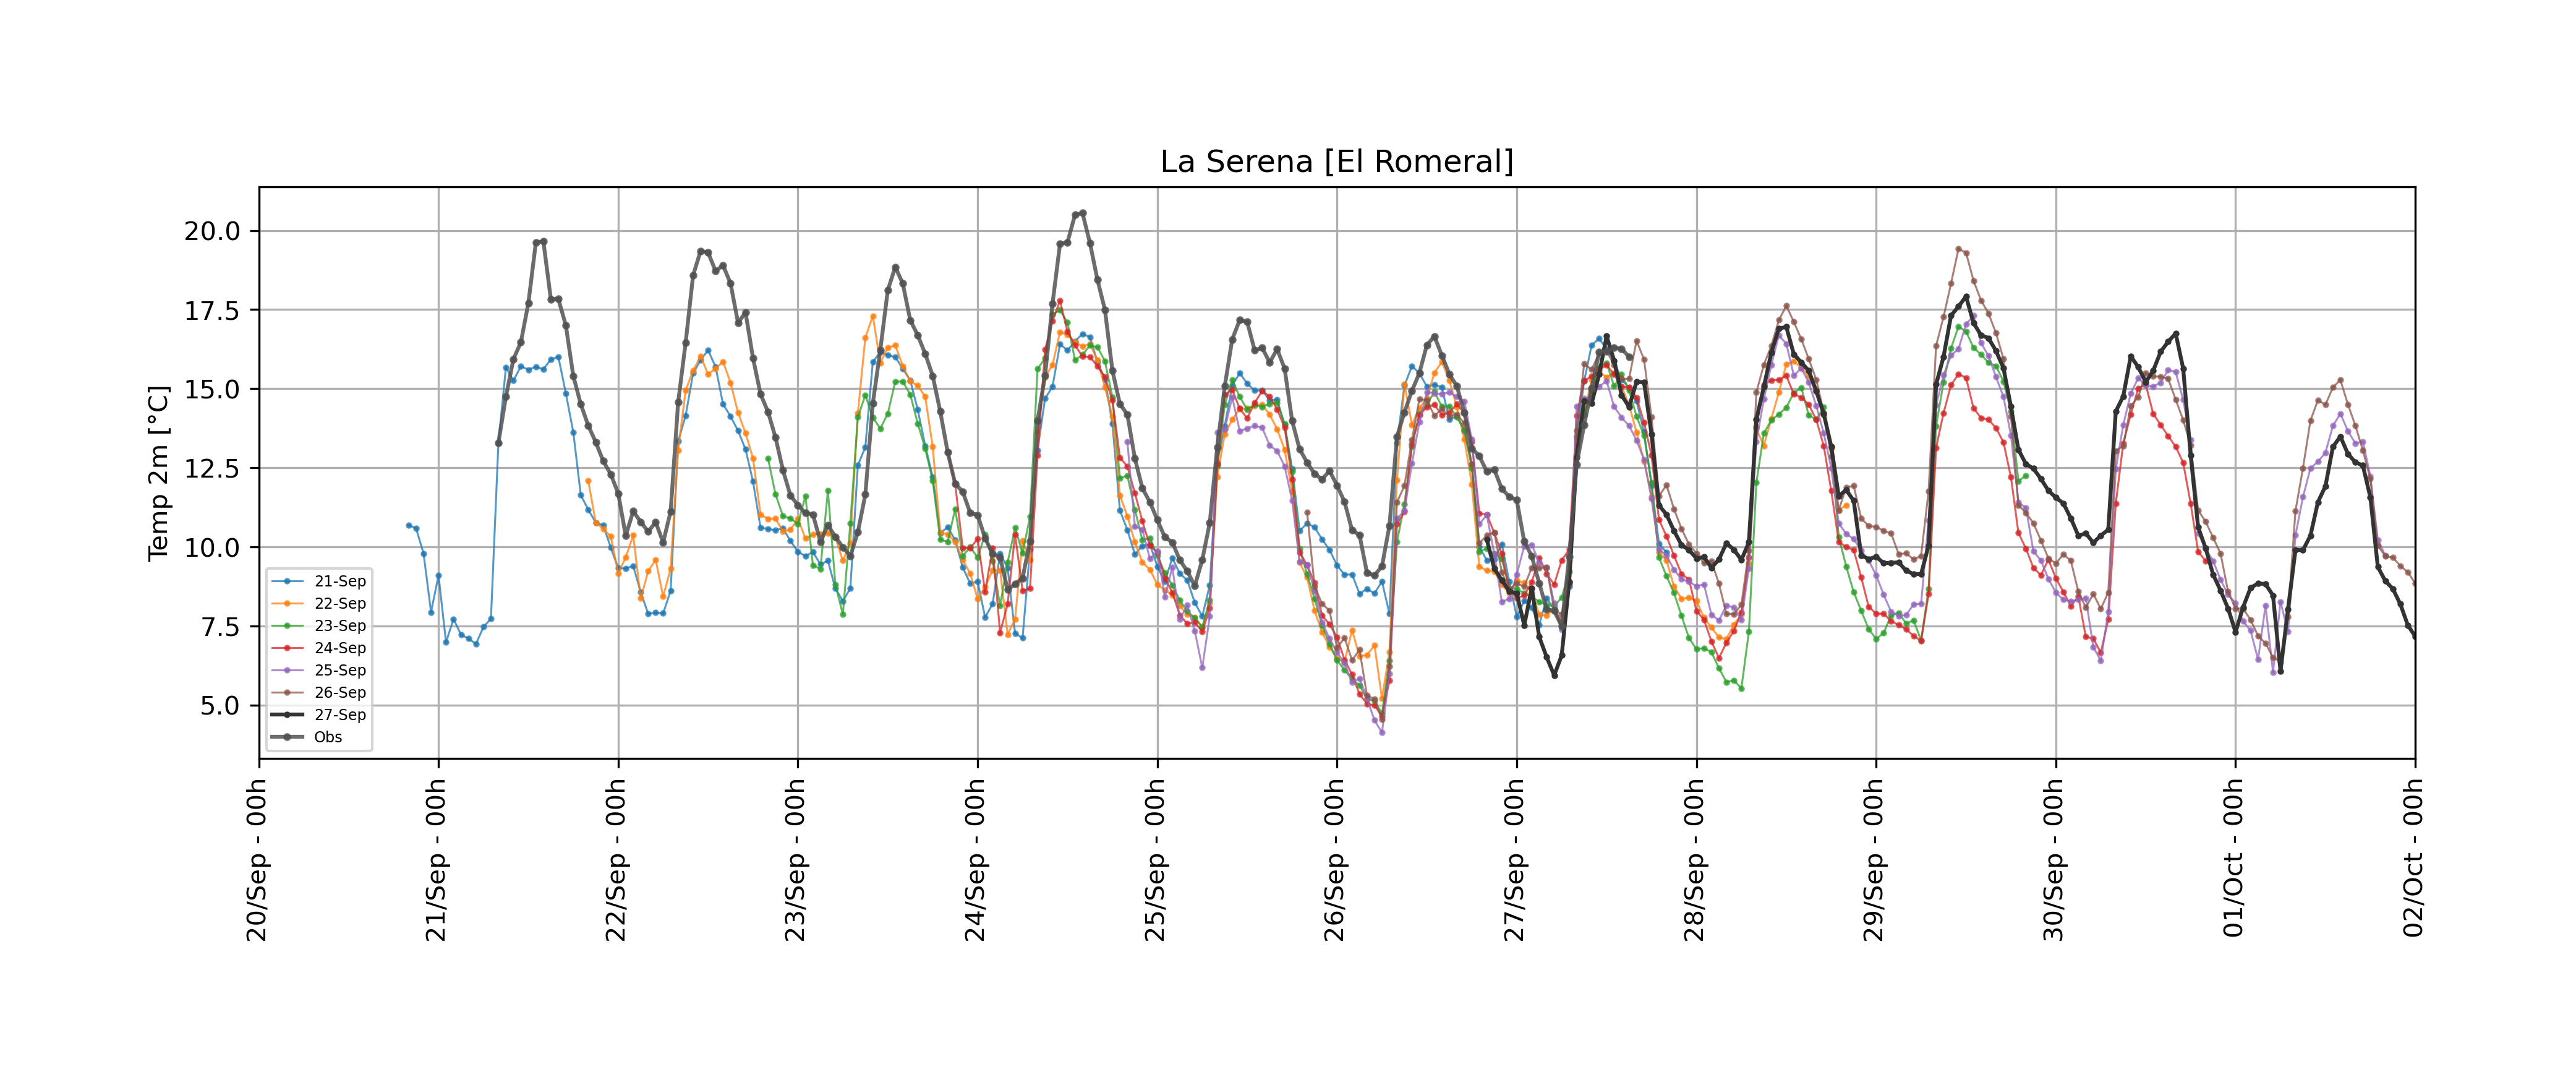 La Serena [El Romeral]
Temp 2m [°C]
20.0
17.5
15.0
12.5
10.0
7.5
5.0
21-Sep
22-Sep
23-Sep
24-Sep
25-Sep
26-Sep
27-Sep
Obs
20/Sep - 00h
21/Sep - 00h
22/Sep - 00h
23/Sep - 00h
24/Sep - 00h
25/Sep - 00h
26/Sep - 00h
27/Sep - 00h
28/Sep - 00h
29/Sep - 00h
30/Sep - 00h
01/Oct - 00h
02/Oct - 00h